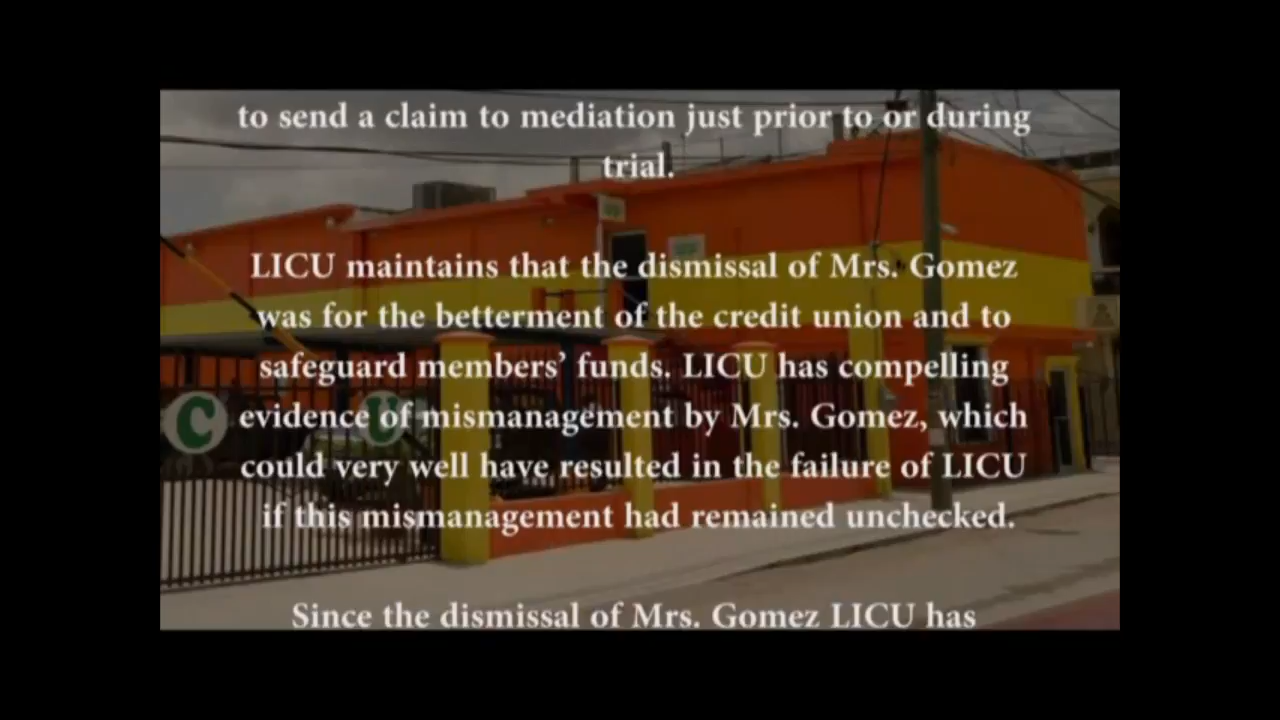 to send a claim to mediation just prior to or during
trial.
LICU maintains that the dismissal of Mrs. Gomez
was for the betterment of the credit union and to
safeguard members’ funds. LICU has compelling
evidence of mismanagement by Mrs. Gomez, which
could very well have resulted in the failure of LICU
if this mismanagement had remained unchecked.
Since the dismissal of Mrs. Gomez LICU has
C U